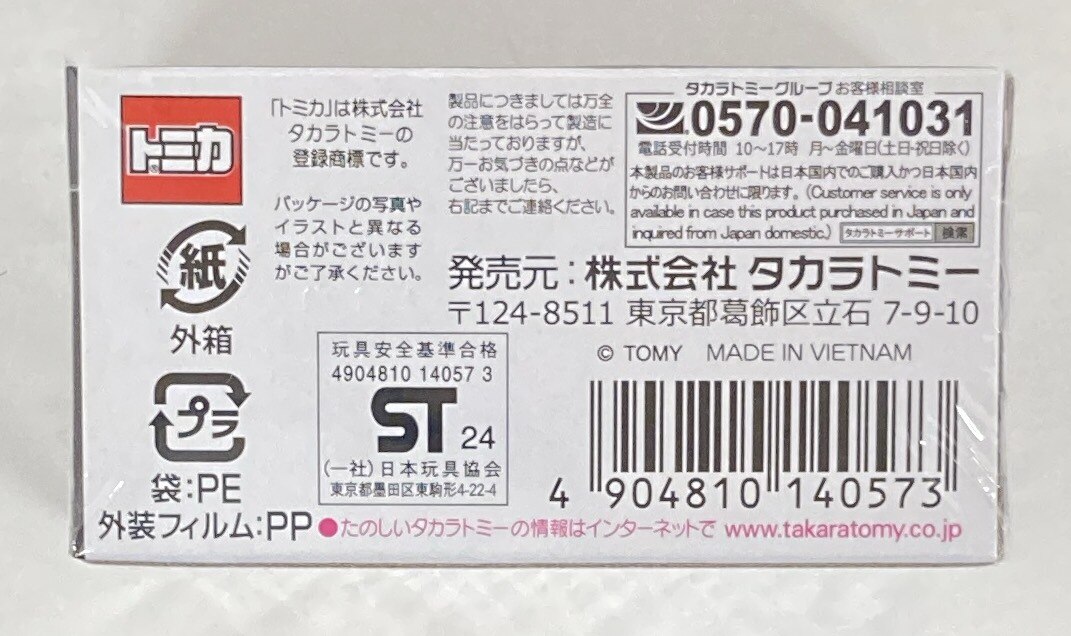 トミカ
「トミカ」は株式会社
タカラトミーの
登録商標です。
パッケージの写真や
イラストと異なる
場合がございます
がご了承ください。
製品につきましては万全
の注意をはらって製造に
当たっておりますが、
万一お気づきの点などが
ございましたら、
右記までご連絡ください。
タカラトミーグループお客様相談室
0570-041031
電話受付時間 10～17時 月～金曜日(土日・祝日除く)
本製品のお客様サポートは日本国内でのご購入かつ日本国内
からのお問い合わせに限ります。(Customer service is only
available in case this product purchased in Japan and
inquired from Japan domestic.) タカラトミーサポート 検索
発売元:株式会社 タカラトミー
〒124-8511 東京都葛飾区立石 7-9-10
© TOMY MADE IN VIETNAM
紙
外箱
プラ
袋:PE
外装フィルム:PP
玩具安全基準合格
4904810 14057 3
ST 24
(一社)日本玩具協会
東京都墨田区東駒形4-22-4
4 904810 140573
●たのしいタカラトミーの情報はインターネットで www.takaratomy.co.jp